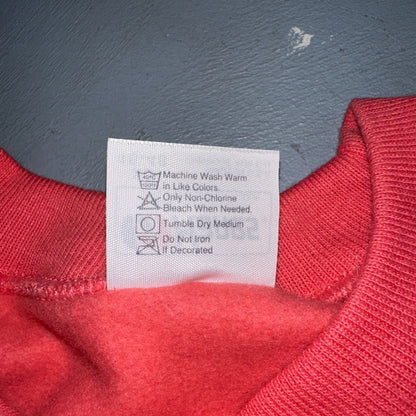 Machine Wash Warm
in Like Colors.
Only Non-Chlorine
Bleach When Needed.
Tumble Dry Medium
Do Not Iron
If Decorated